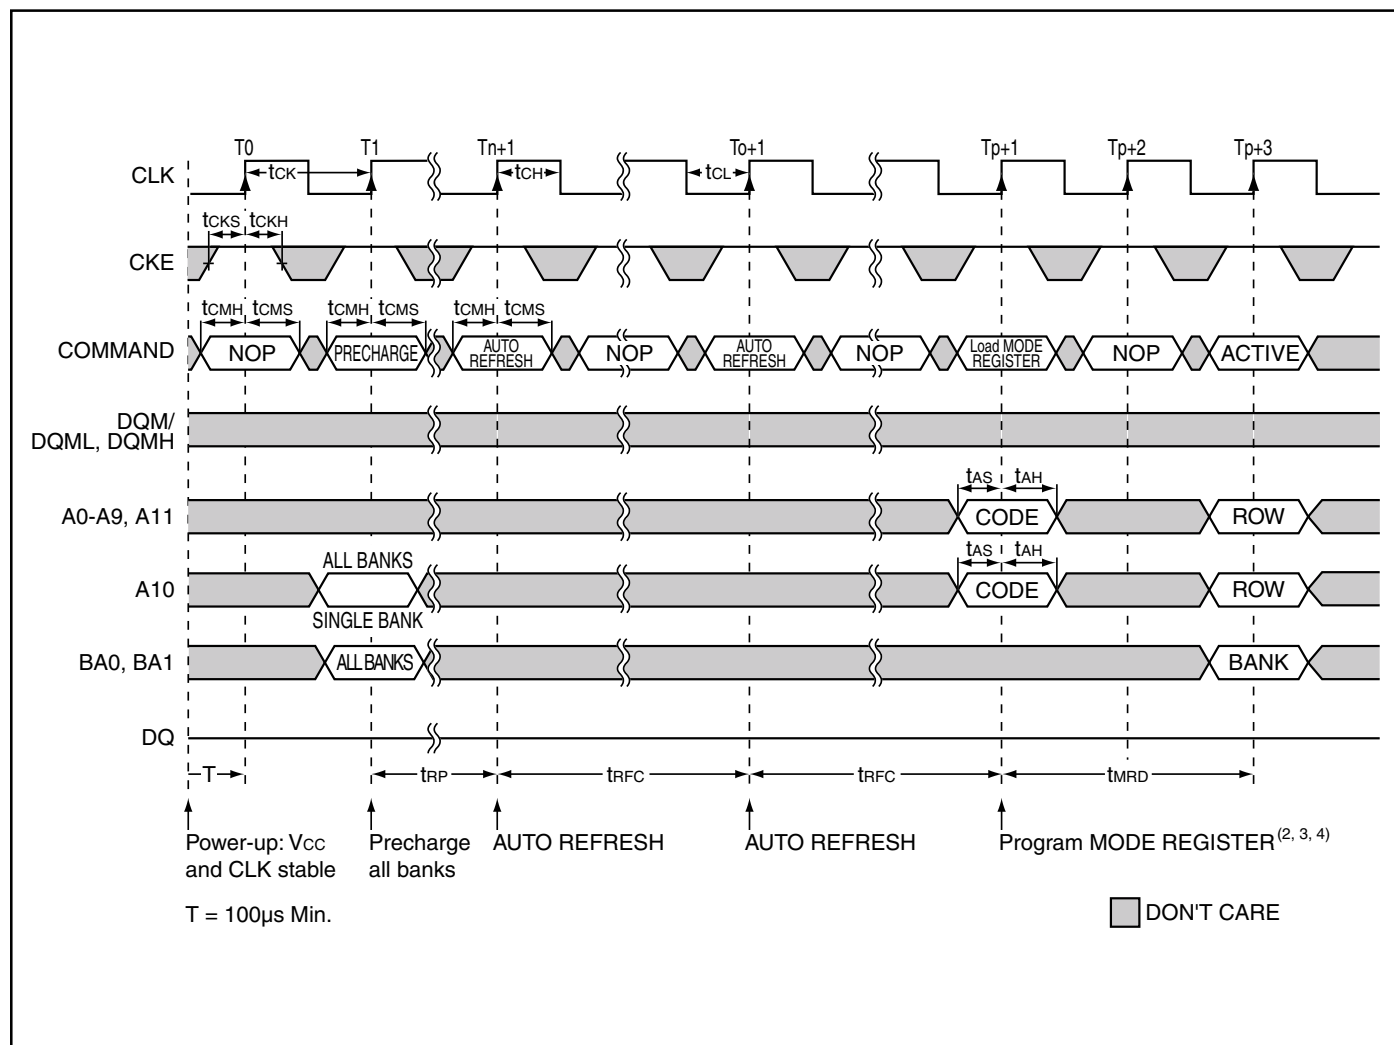 T0 T1 Tn+1 To+1 Tp+1 Tp+2 Tp+3
CLK tCK tCH tCL
tCKS tCKH
CKE
tCMH tCMS tCMH tCMS tCMH tCMS
COMMAND NOP PRECHARGE AUTO REFRESH NOP AUTO REFRESH NOP Load MODE REGISTER NOP ACTIVE
DQM/
DQML, DQMH
tAS tAH
A0-A9, A11 CODE ROW
ALL BANKS tAS tAH
A10 CODE ROW
SINGLE BANK
BA0, BA1 ALL BANKS BANK
DQ
T tRP tRFC tRFC tMRD
Power-up: VCC Precharge AUTO REFRESH AUTO REFRESH Program MODE REGISTER(2, 3, 4)
and CLK stable all banks
T = 100µs Min. DON'T CARE